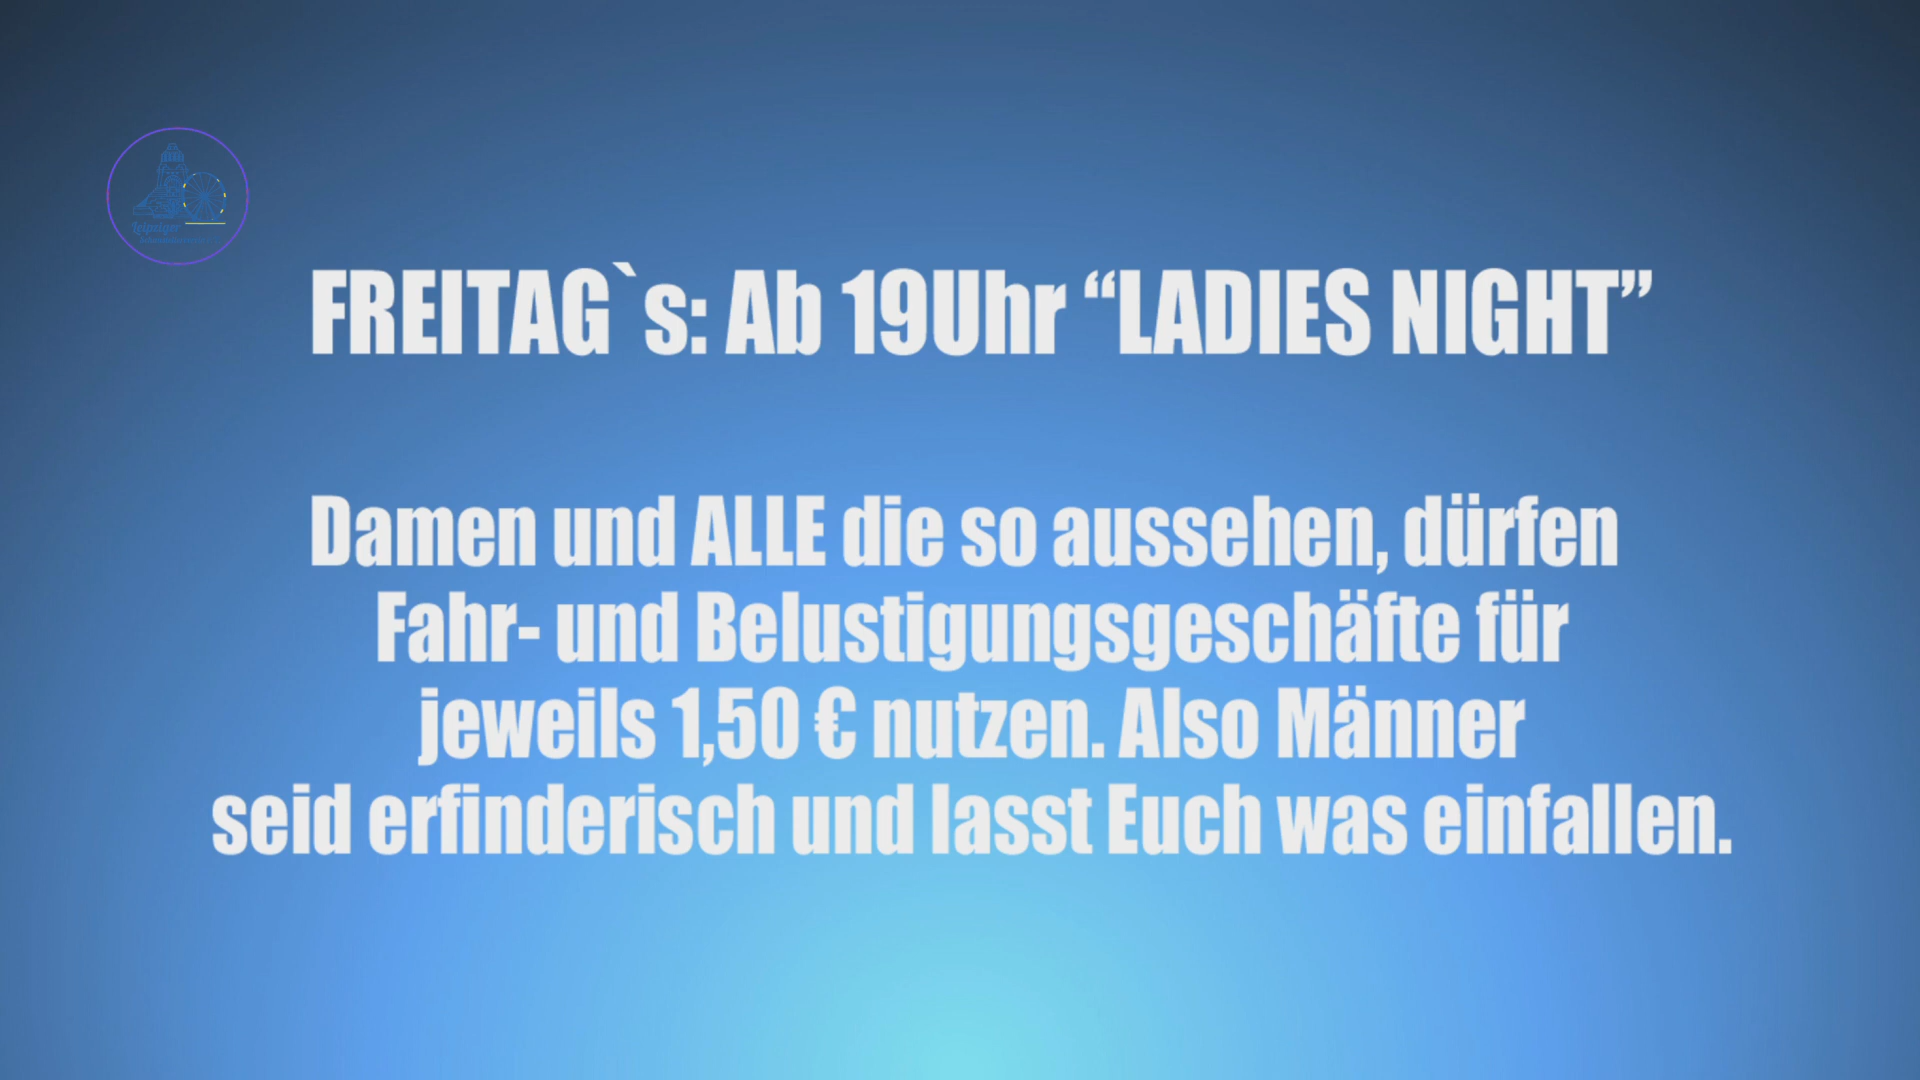 Leipziger
FREITAG`s: Ab 19Uhr “LADIES NIGHT”
Damen und ALLE die so aussehen, dürfen
Fahr- und Belustigungsgeschäfte für
jeweils 1,50 € nutzen. Also Männer
seid erfinderisch und lasst Euch was einfallen.